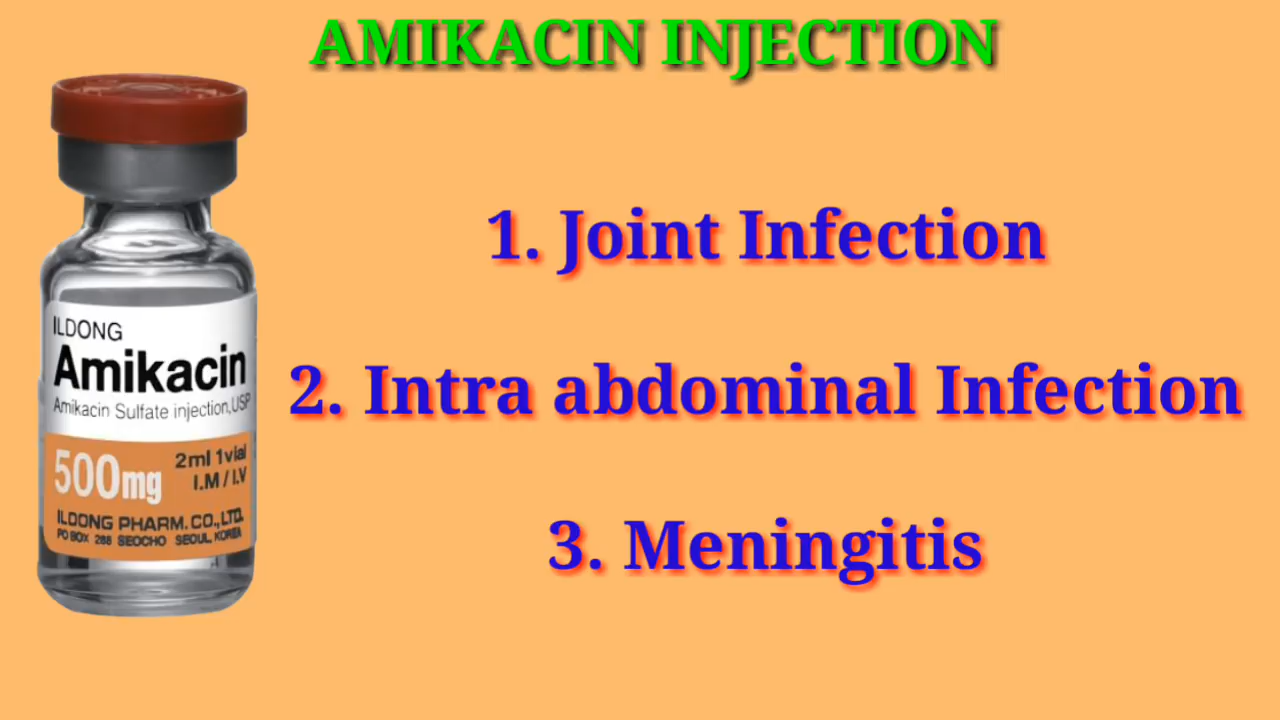 AMIKACIN INJECTION
ILDONG
Amikacin
Amikacin Sulfate injection,USP
500mg
2ml 1vial
I.M / I.V
ILDONG PHARM.CO.,LTD.
PO BOX 288 SEOCHO SEOUL, KOREA
1. Joint Infection
2. Intra abdominal Infection
3. Meningitis